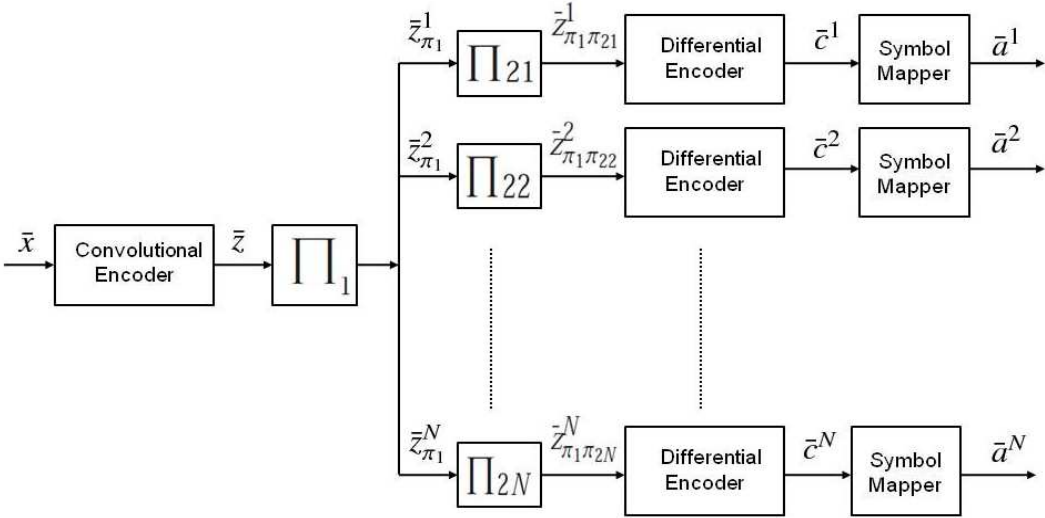 z̄¹π₁
∏₂₁
z̄¹π₁π₂₁
Differential
Encoder
c̄¹
Symbol
Mapper
ā¹
z̄²π₁
∏₂₂
z̄²π₁π₂₂
Differential
Encoder
c̄²
Symbol
Mapper
ā²
x̄
Convolutional
Encoder
z̄
∏₁
z̄ᴺπ₁
∏₂N
z̄ᴺπ₁π₂N
Differential
Encoder
c̄ᴺ
Symbol
Mapper
āᴺ